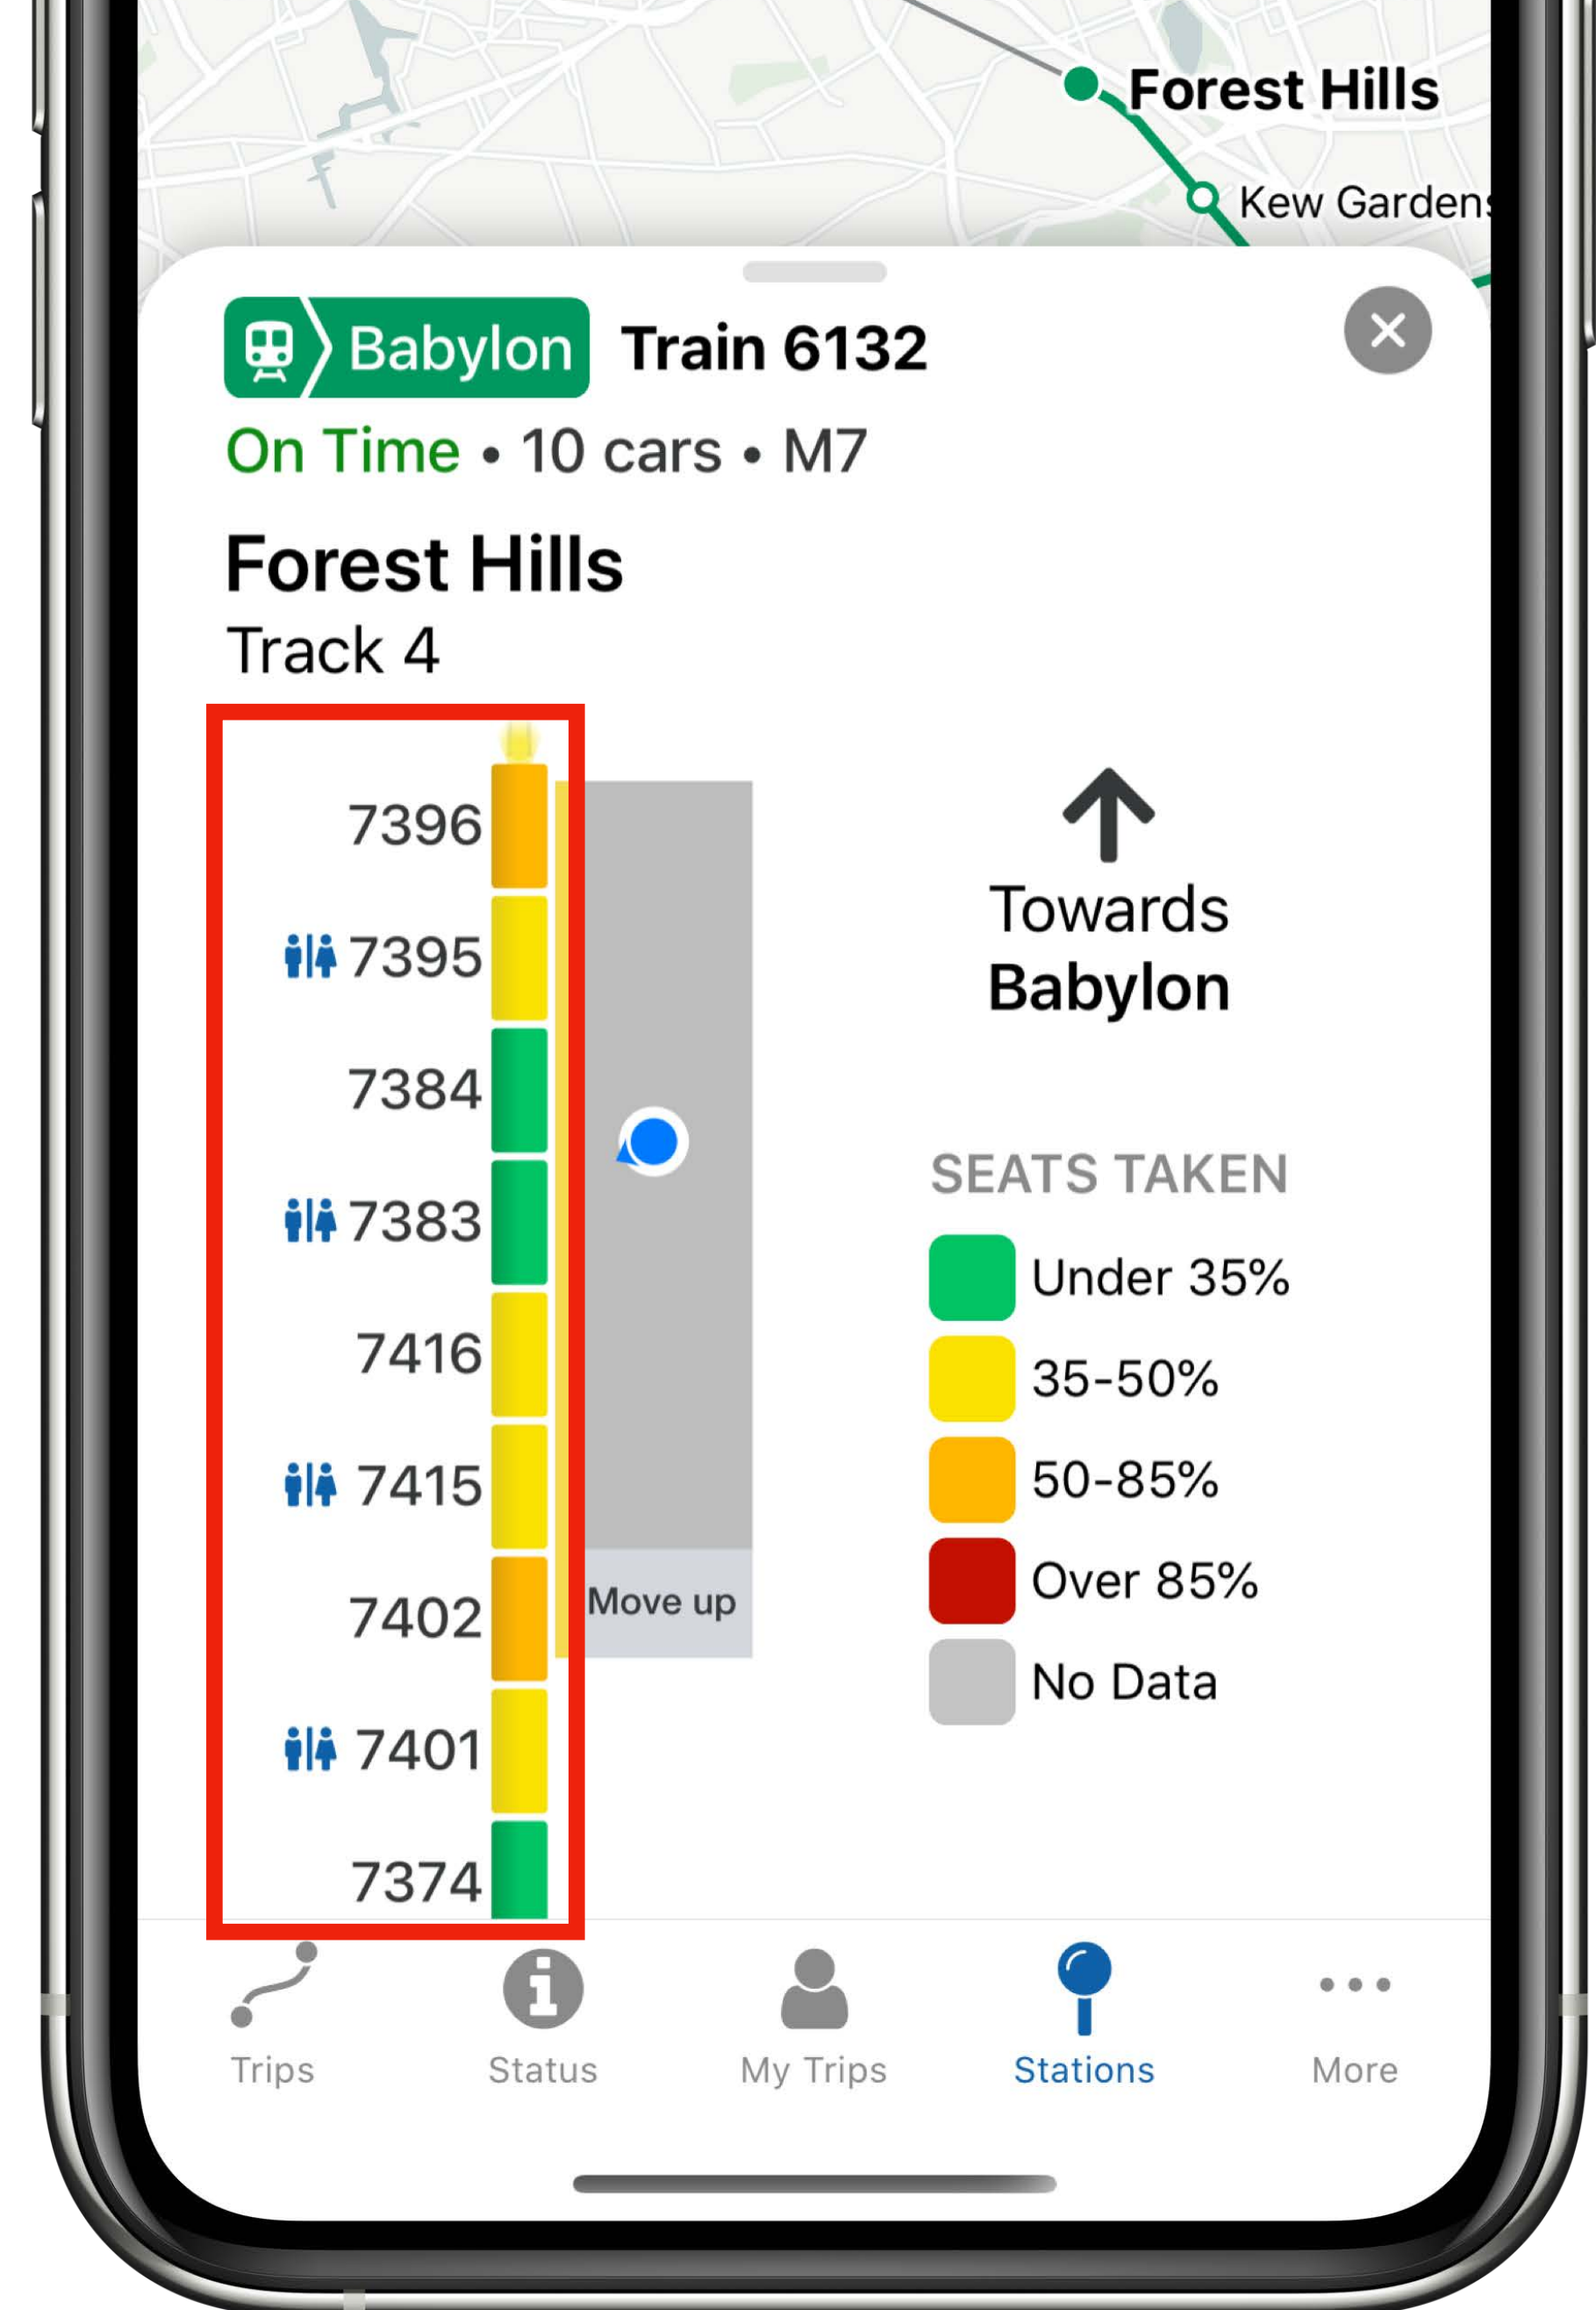 Forest Hills
Kew Gardens
Babylon Train 6132
On Time • 10 cars • M7
Forest Hills
Track 4
7396
7395
7384
7383
7416
7415
7402
7401
7374
Move up
Towards
Babylon
SEATS TAKEN
Under 35%
35-50%
50-85%
Over 85%
No Data
Trips Status My Trips Stations More